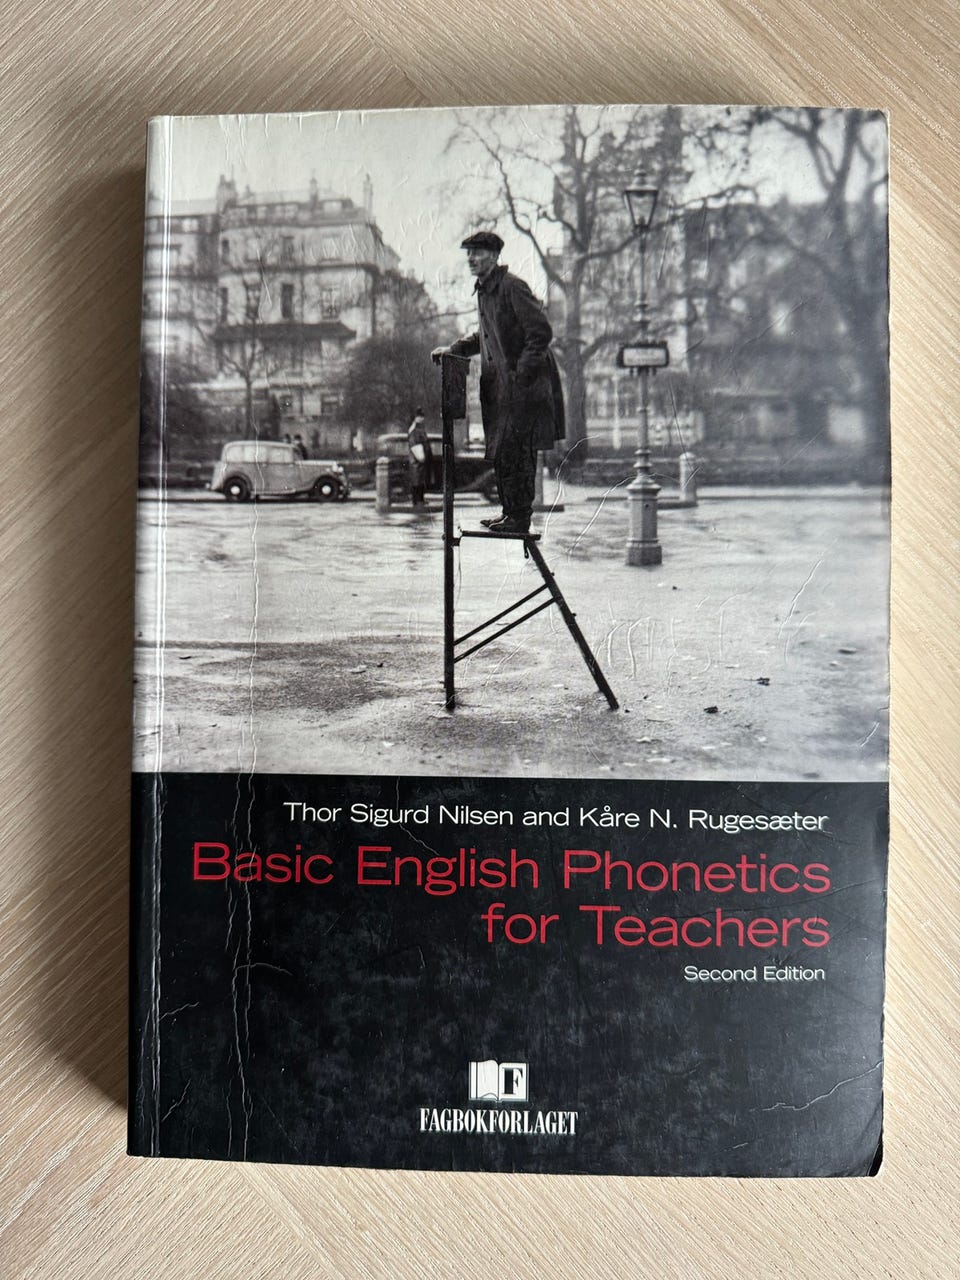 Thor Sigurd Nilsen and Kåre N. Rugesæter
Basic English Phonetics
for Teachers
Second Edition
F
FAGBOKFORLAGET